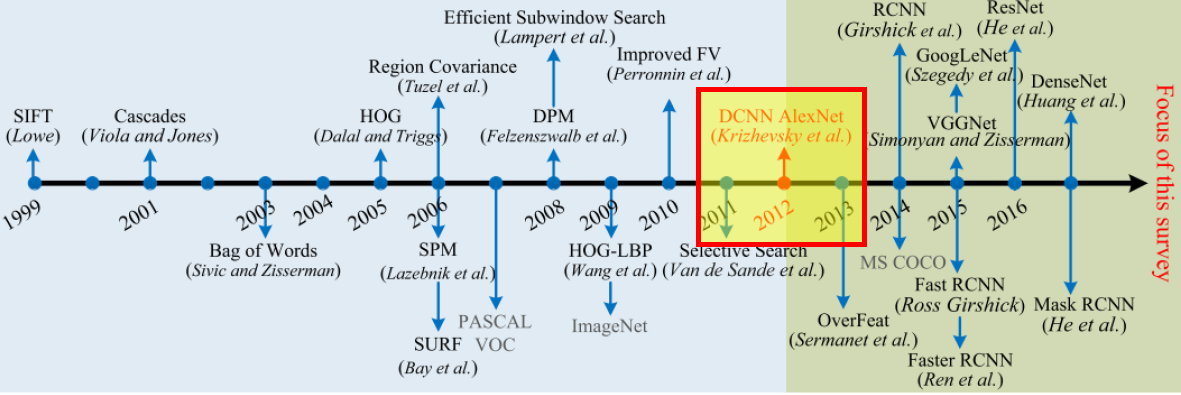 Efficient Subwindow Search
(Lampert et al.)
RCNN
(Girshick et al.)
ResNet
(He et al.)
Improved FV
(Perronnin et al.)
GoogLeNet
(Szegedy et al.)
Region Covariance
(Tuzel et al.)
DenseNet
(Huang et al.)
SIFT
(Lowe)
Cascades
(Viola and Jones)
HOG
(Dalal and Triggs)
DPM
(Felzenszwalb et al.)
DCNN AlexNet
(Krizhevsky et al.)
VGGNet
(Simonyan and Zisserman)
Focus of this survey
1999
2001
2003
2004
2005
2006
2008
2009
2010
2011
2012
2013
2014
2015
2016
Bag of Words
(Sivic and Zisserman)
SPM
(Lazebnik et al.)
HOG-LBP
(Wang et al.)
Selective Search
(Van de Sande et al.)
MS COCO
Fast RCNN
(Ross Girshick)
Mask RCNN
(He et al.)
PASCAL
VOC
ImageNet
OverFeat
(Sermanet et al.)
SURF
(Bay et al.)
Faster RCNN
(Ren et al.)